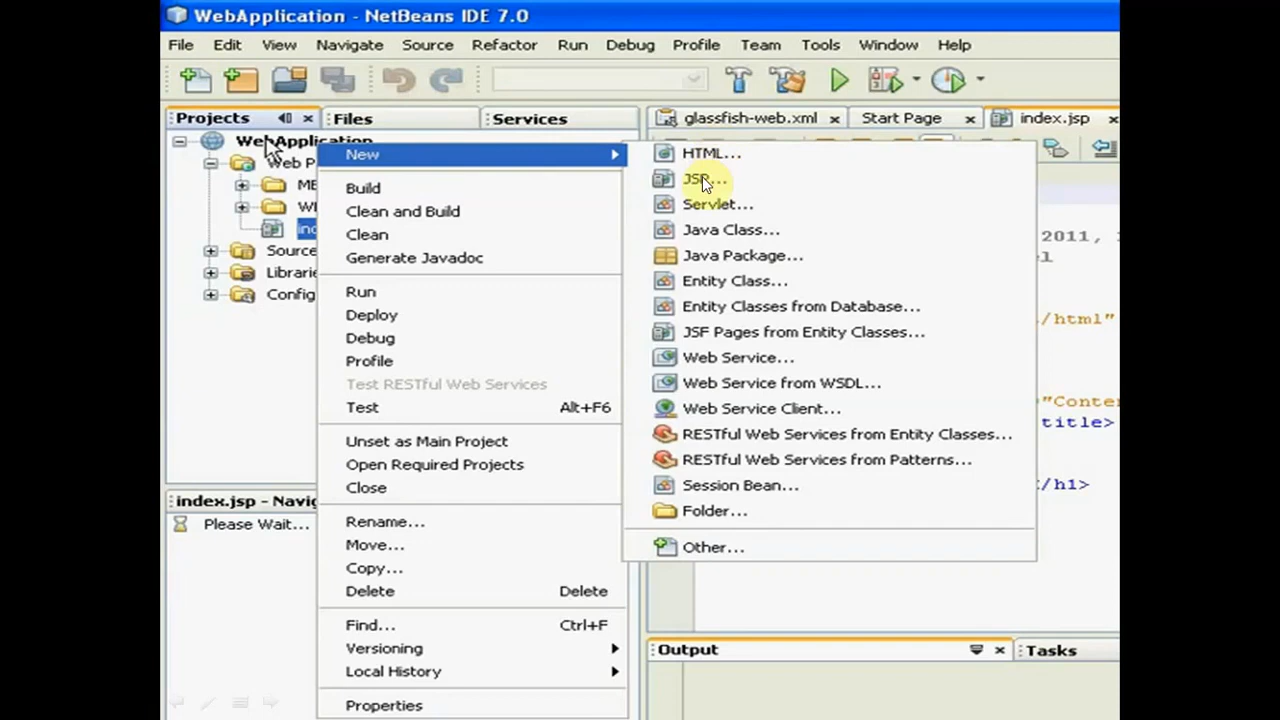 WebApplication - NetBeans IDE 7.0
File Edit View Navigate Source Refactor Run Debug Profile Team Tools Window Help
Projects Files Services
glassfish-web.xml Start Page index.jsp
WebApplication
Web P
ME
W
Source
Librarie
Config
New
Build
Clean and Build
Clean
Generate Javadoc
Run
Deploy
Debug
Profile
Test RESTful Web Services
Test Alt+F6
Unset as Main Project
Open Required Projects
Close
Rename...
Move...
Copy...
Delete Delete
Find... Ctrl+F
Versioning
Local History
Properties
HTML...
JSP...
Servlet...
Java Class...
Java Package...
Entity Class...
Entity Classes from Database...
JSF Pages from Entity Classes...
Web Service...
Web Service from WSDL...
Web Service Client...
RESTful Web Services from Entity Classes...
RESTful Web Services from Patterns...
Session Bean...
Folder...
Other...
2011, 1
l
/html"
="Conten
title>
/h1>
index.jsp - Navig
Please Wait...
Output Tasks